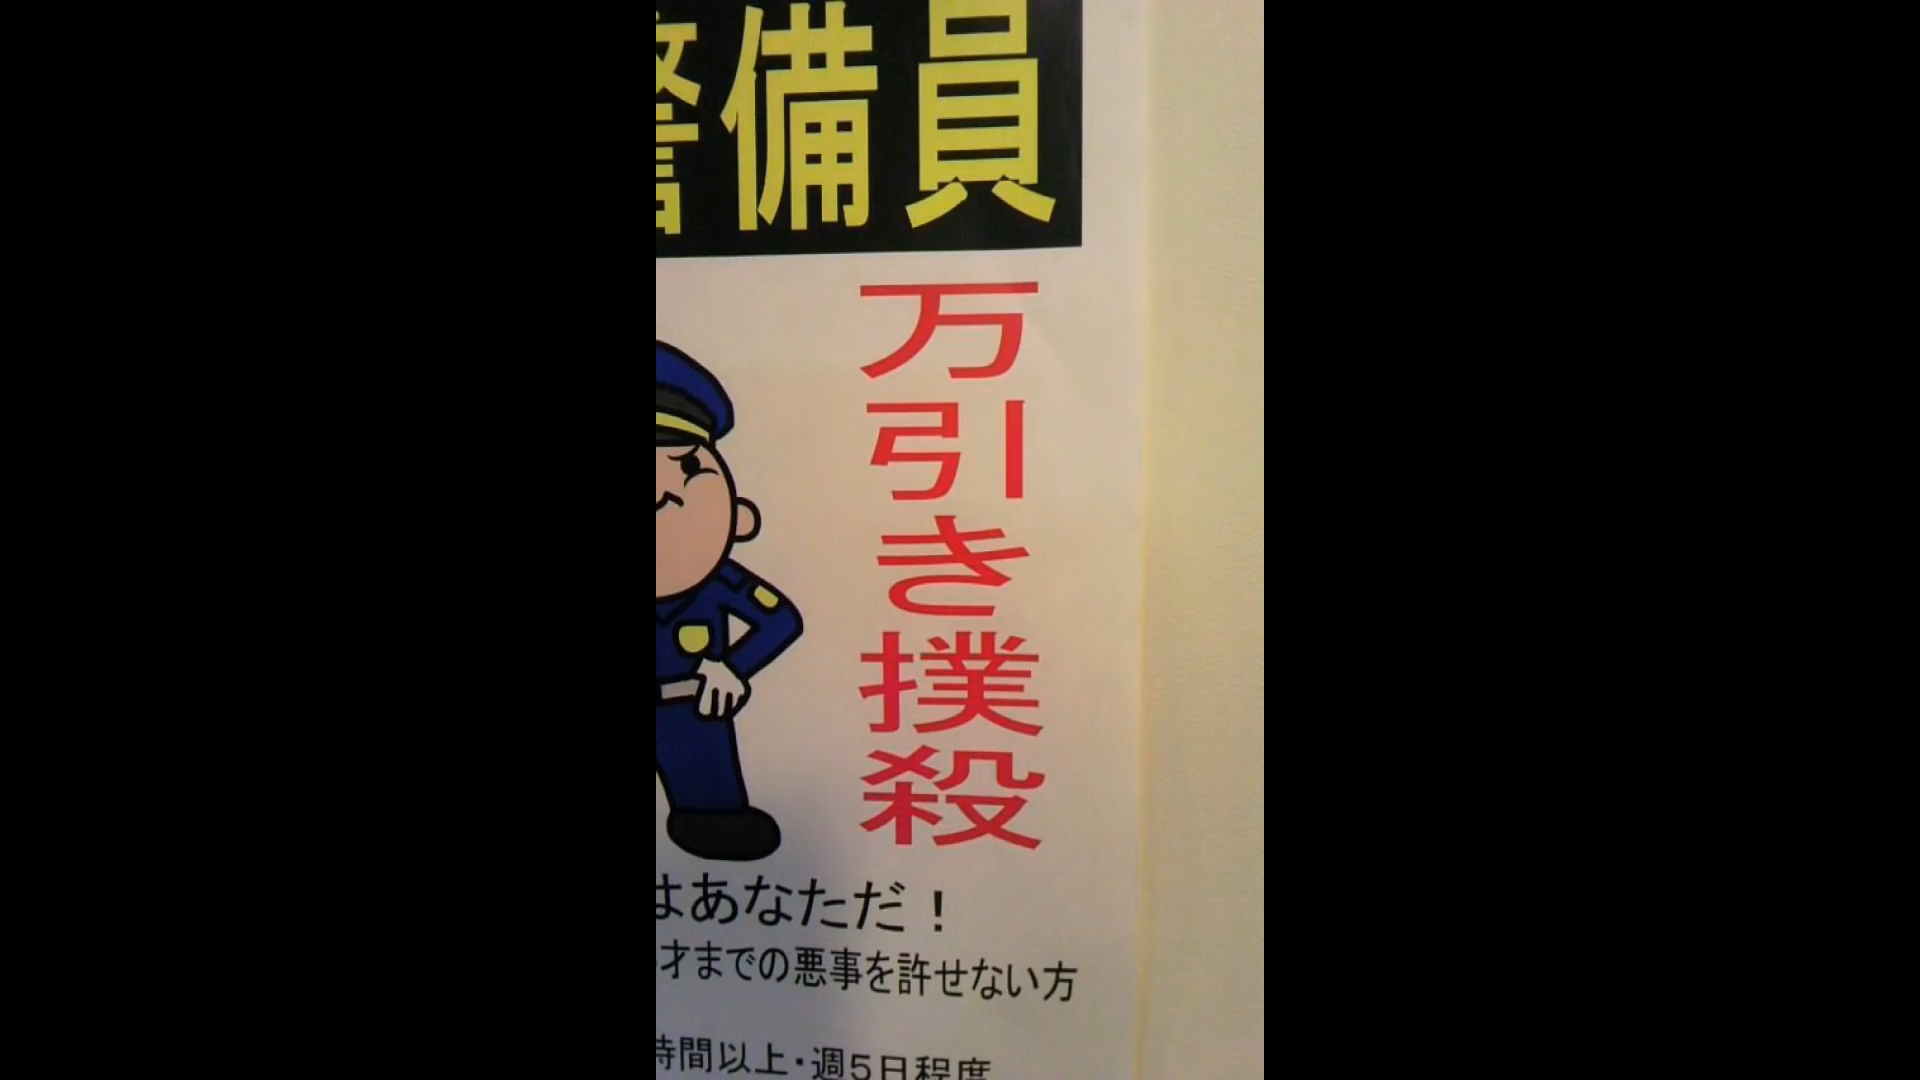 警備員
万引き撲殺
はあなただ！
才までの悪事を許せない方
時間以上・週5日程度